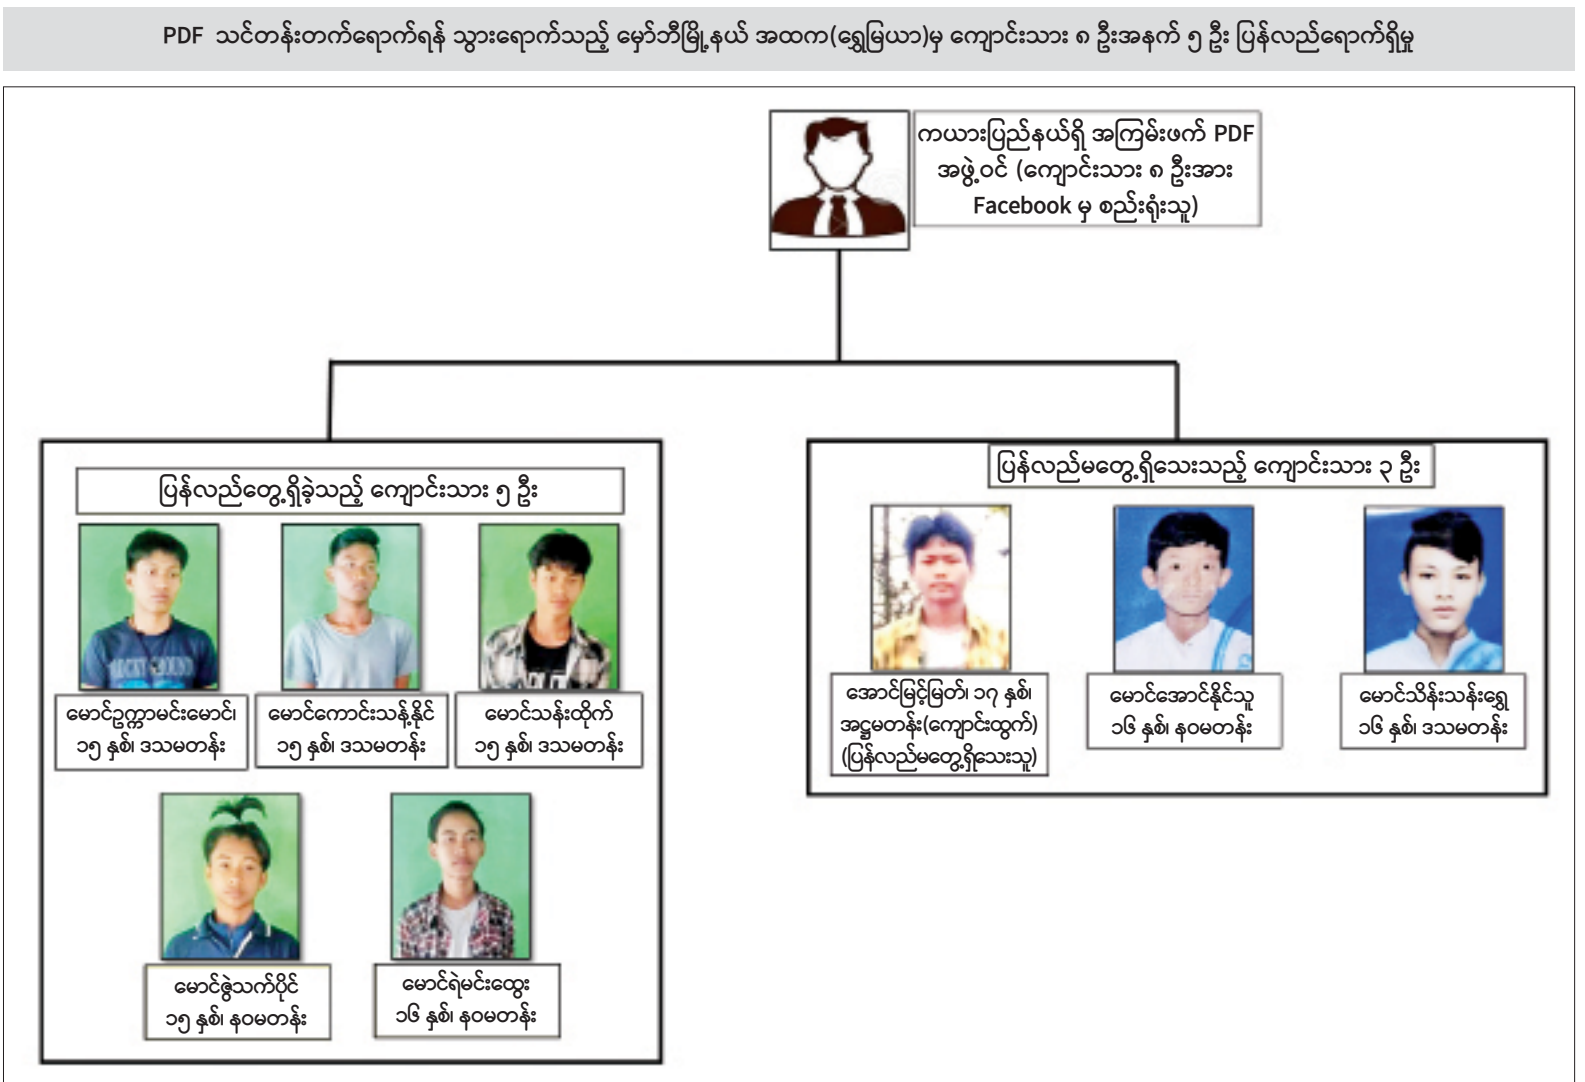 PDF သင်တန်းတက်ရောက်ရန် သွားရောက်သည့် မှော်ဘီမြို့နယ် အထက(ရွှေမြယာ)မှ ကျောင်းသား ၈ ဦးအနက် ၅ ဦး ပြန်လည်ရောက်ရှိမှု
ကယားပြည်နယ်ရှိ အကြမ်းဖက် PDF
အဖွဲ့ဝင် (ကျောင်းသား ၈ ဦးအား
Facebook မှ စည်းရုံးသူ)
ပြန်လည်တွေ့ရှိခဲ့သည့် ကျောင်းသား ၅ ဦး
မောင်ဥက္ကာမင်းမောင်၊
၁၅ နှစ်၊ ဒသမတန်း
မောင်ကောင်းသန့်နိုင်
၁၅ နှစ်၊ ဒသမတန်း
မောင်သန်းထိုက်
၁၅ နှစ်၊ ဒသမတန်း
မောင်ဇွဲသက်ပိုင်
၁၅ နှစ်၊ နဝမတန်း
မောင်ရဲမင်းထွေး
၁၆ နှစ်၊ နဝမတန်း
ပြန်လည်မတွေ့ရှိသေးသည့် ကျောင်းသား ၃ ဦး
အောင်မြင့်မြတ်၊ ၁၇ နှစ်၊
အဋ္ဌမတန်း(ကျောင်းထွက်)
(ပြန်လည်မတွေ့ရှိသေးသူ)
မောင်အောင်နိုင်သူ
၁၆ နှစ်၊ နဝမတန်း
မောင်သိန်းသန်းရွှေ
၁၆ နှစ်၊ ဒသမတန်း